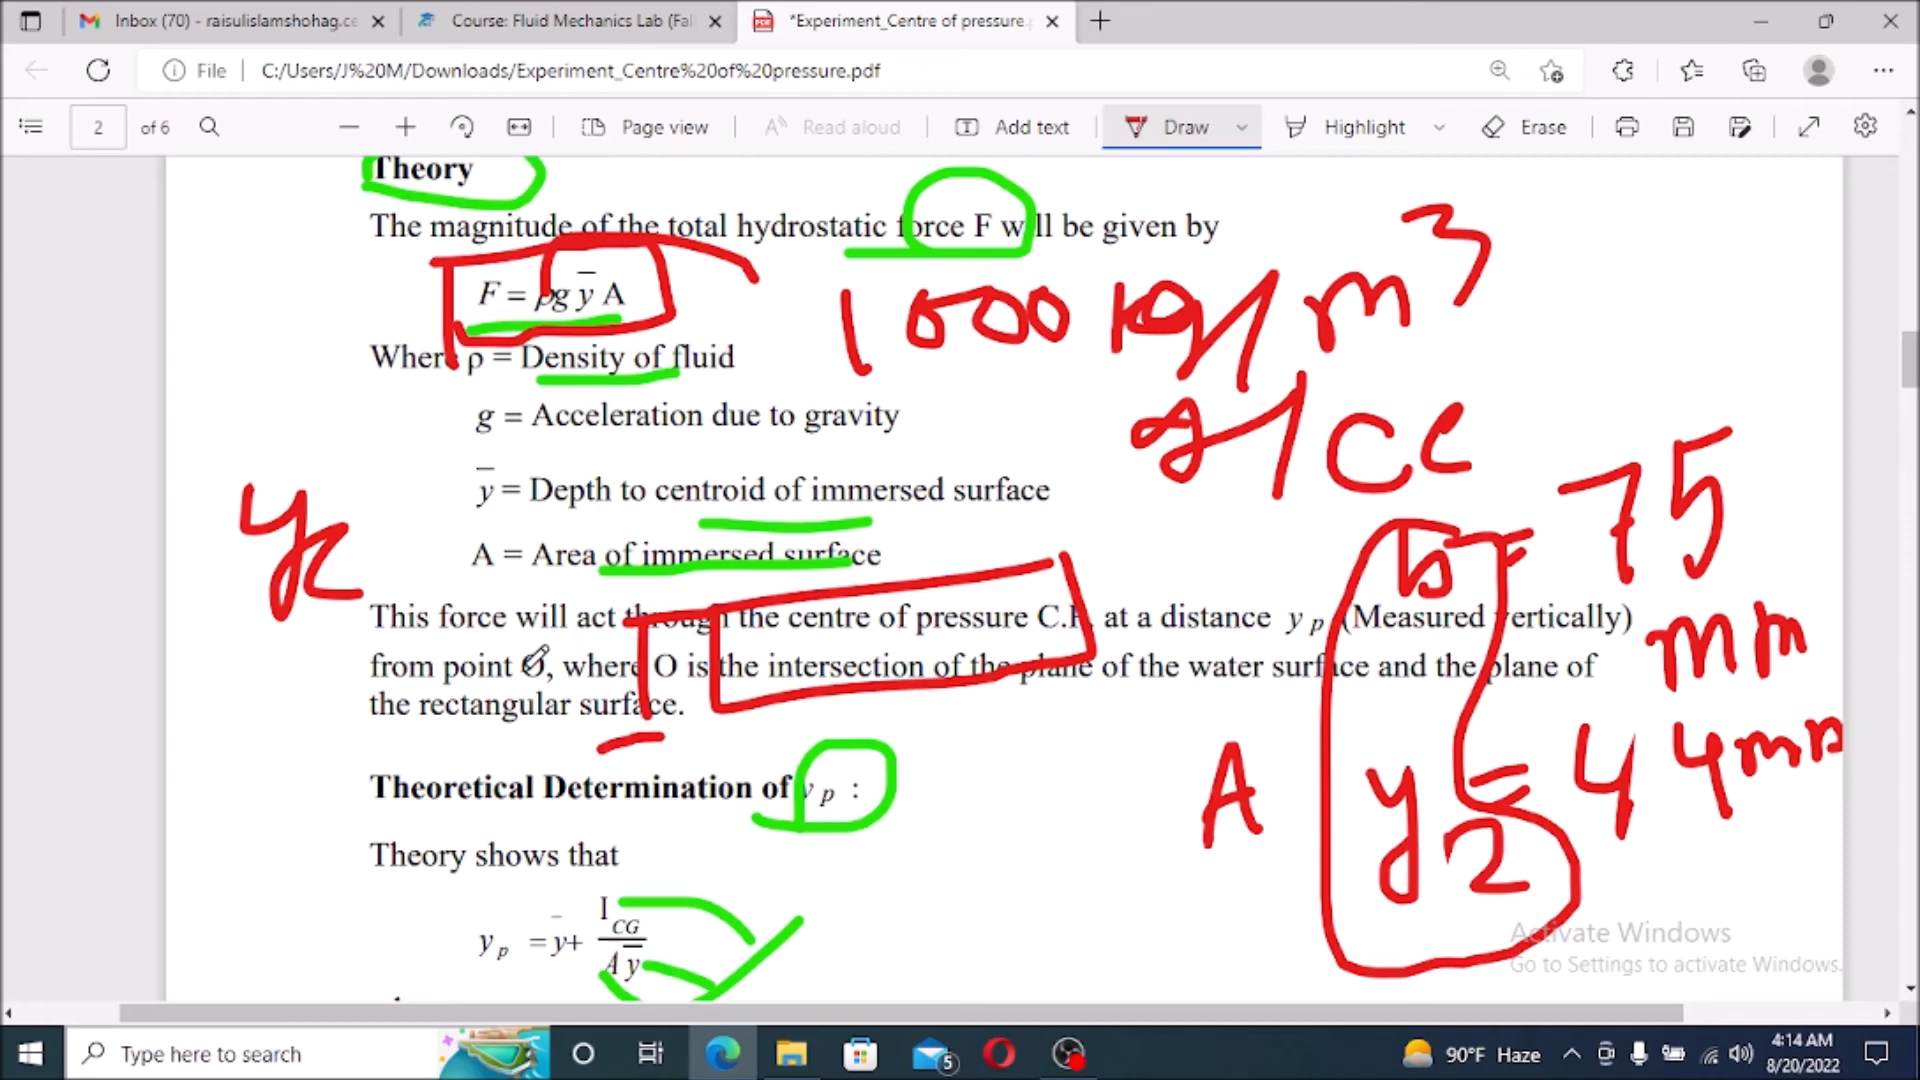 Inbox (70) - raisulislamshohag.ce
Course: Fluid Mechanics Lab (Fal
*Experiment_Centre of pressure.p
File
C:/Users/J%20M/Downloads/Experiment_Centre%20of%20pressure.pdf
2 of 6
Page view
Read aloud
Add text
Draw
Highlight
Erase
Theory
The magnitude of the total hydrostatic force F will be given by
F = ρg y̅ A
1000 kg/m³
Where ρ = Density of fluid
g = Acceleration due to gravity
g/cc
y̅ = Depth to centroid of immersed surface
yc
b = 75 mm
A = Area of immersed surface
This force will act through the centre of pressure C.P. at a distance y p (Measured vertically)
from point O, where O is the intersection of the plane of the water surface and the plane of
the rectangular surface.
A
y2 = 44mm
Theoretical Determination of y p :
Theory shows that
y p = y̅ + I CG / A y̅
Activate Windows
Go to Settings to activate Windows.
Type here to search
5
90°F Haze
4:14 AM
8/20/2022